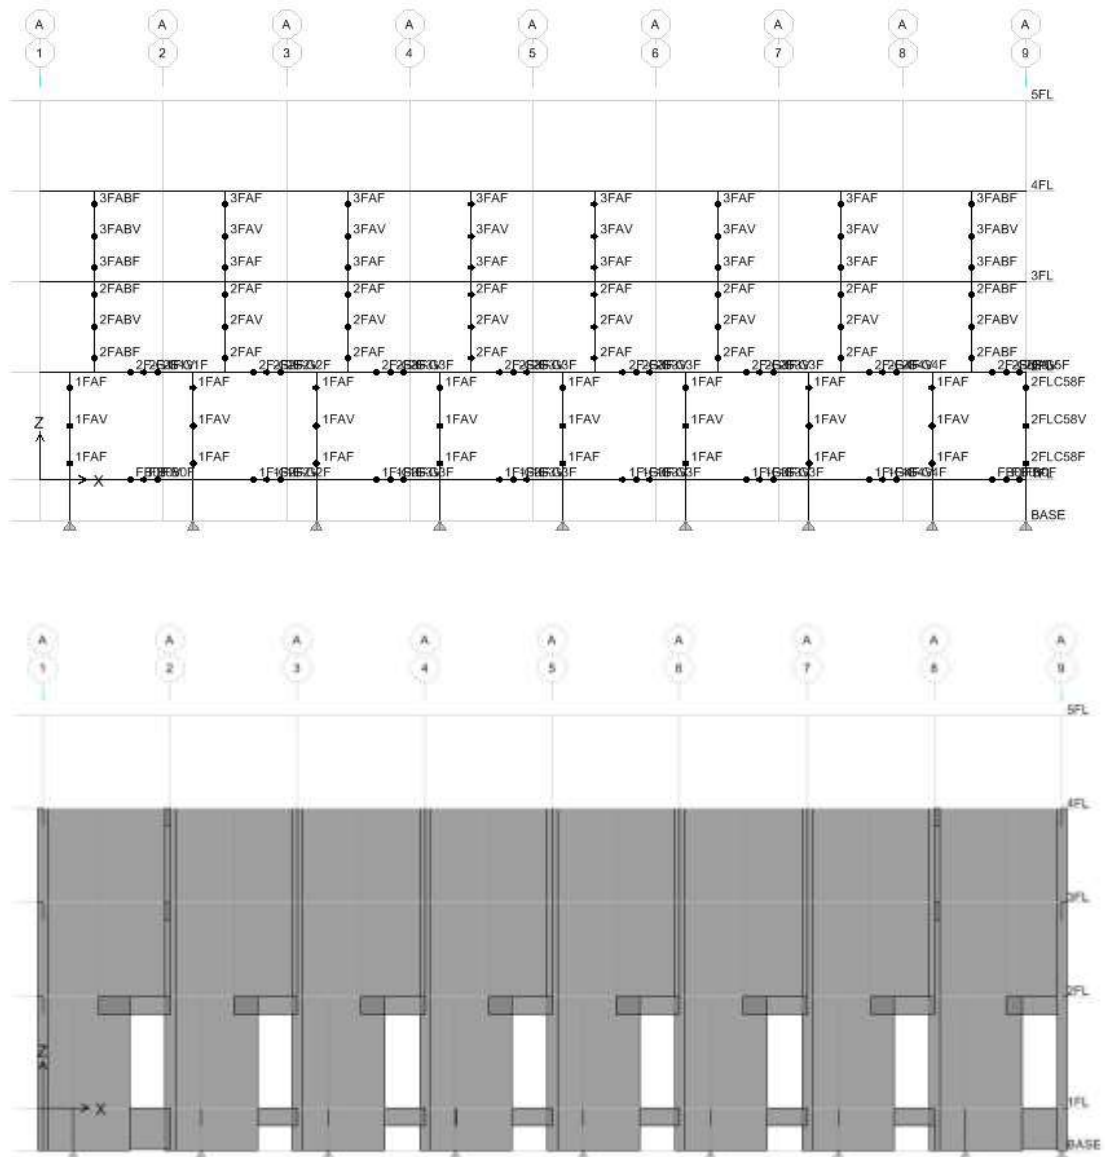 A A A A A A A A A
1 2 3 4 5 6 7 8 9
5FL
4FL
3FABF 3FAF 3FAF 3FAF 3FAF 3FAF 3FAF 3FABF
3FABV 3FAV 3FAV 3FAV 3FAV 3FAV 3FAV 3FABV
3FABF 3FAF 3FAF 3FAF 3FAF 3FAF 3FAF 3FABF
3FL
2FABF 2FAF 2FAF 2FAF 2FAF 2FAF 2FAF 2FABF
2FABV 2FAV 2FAV 2FAV 2FAV 2FAV 2FAV 2FABV
2FABF 2FAF 2FAF 2FAF 2FAF 2FAF 2FAF 2FABF
1FAF 1FAF 1FAF 1FAF 1FAF 1FAF 1FAF 1FAF 2FLC58F
Z 1FAV 1FAV 1FAV 1FAV 1FAV 1FAV 1FAV 1FAV 2FLC58V
1FAF 1FAF 1FAF 1FAF 1FAF 1FAF 1FAF 1FAF 2FLC58F
X
BASE
A A A A A A A A A
1 2 3 4 5 6 7 8 9
5FL
4FL
3FL
2FL
Z
X 1FL
BASE